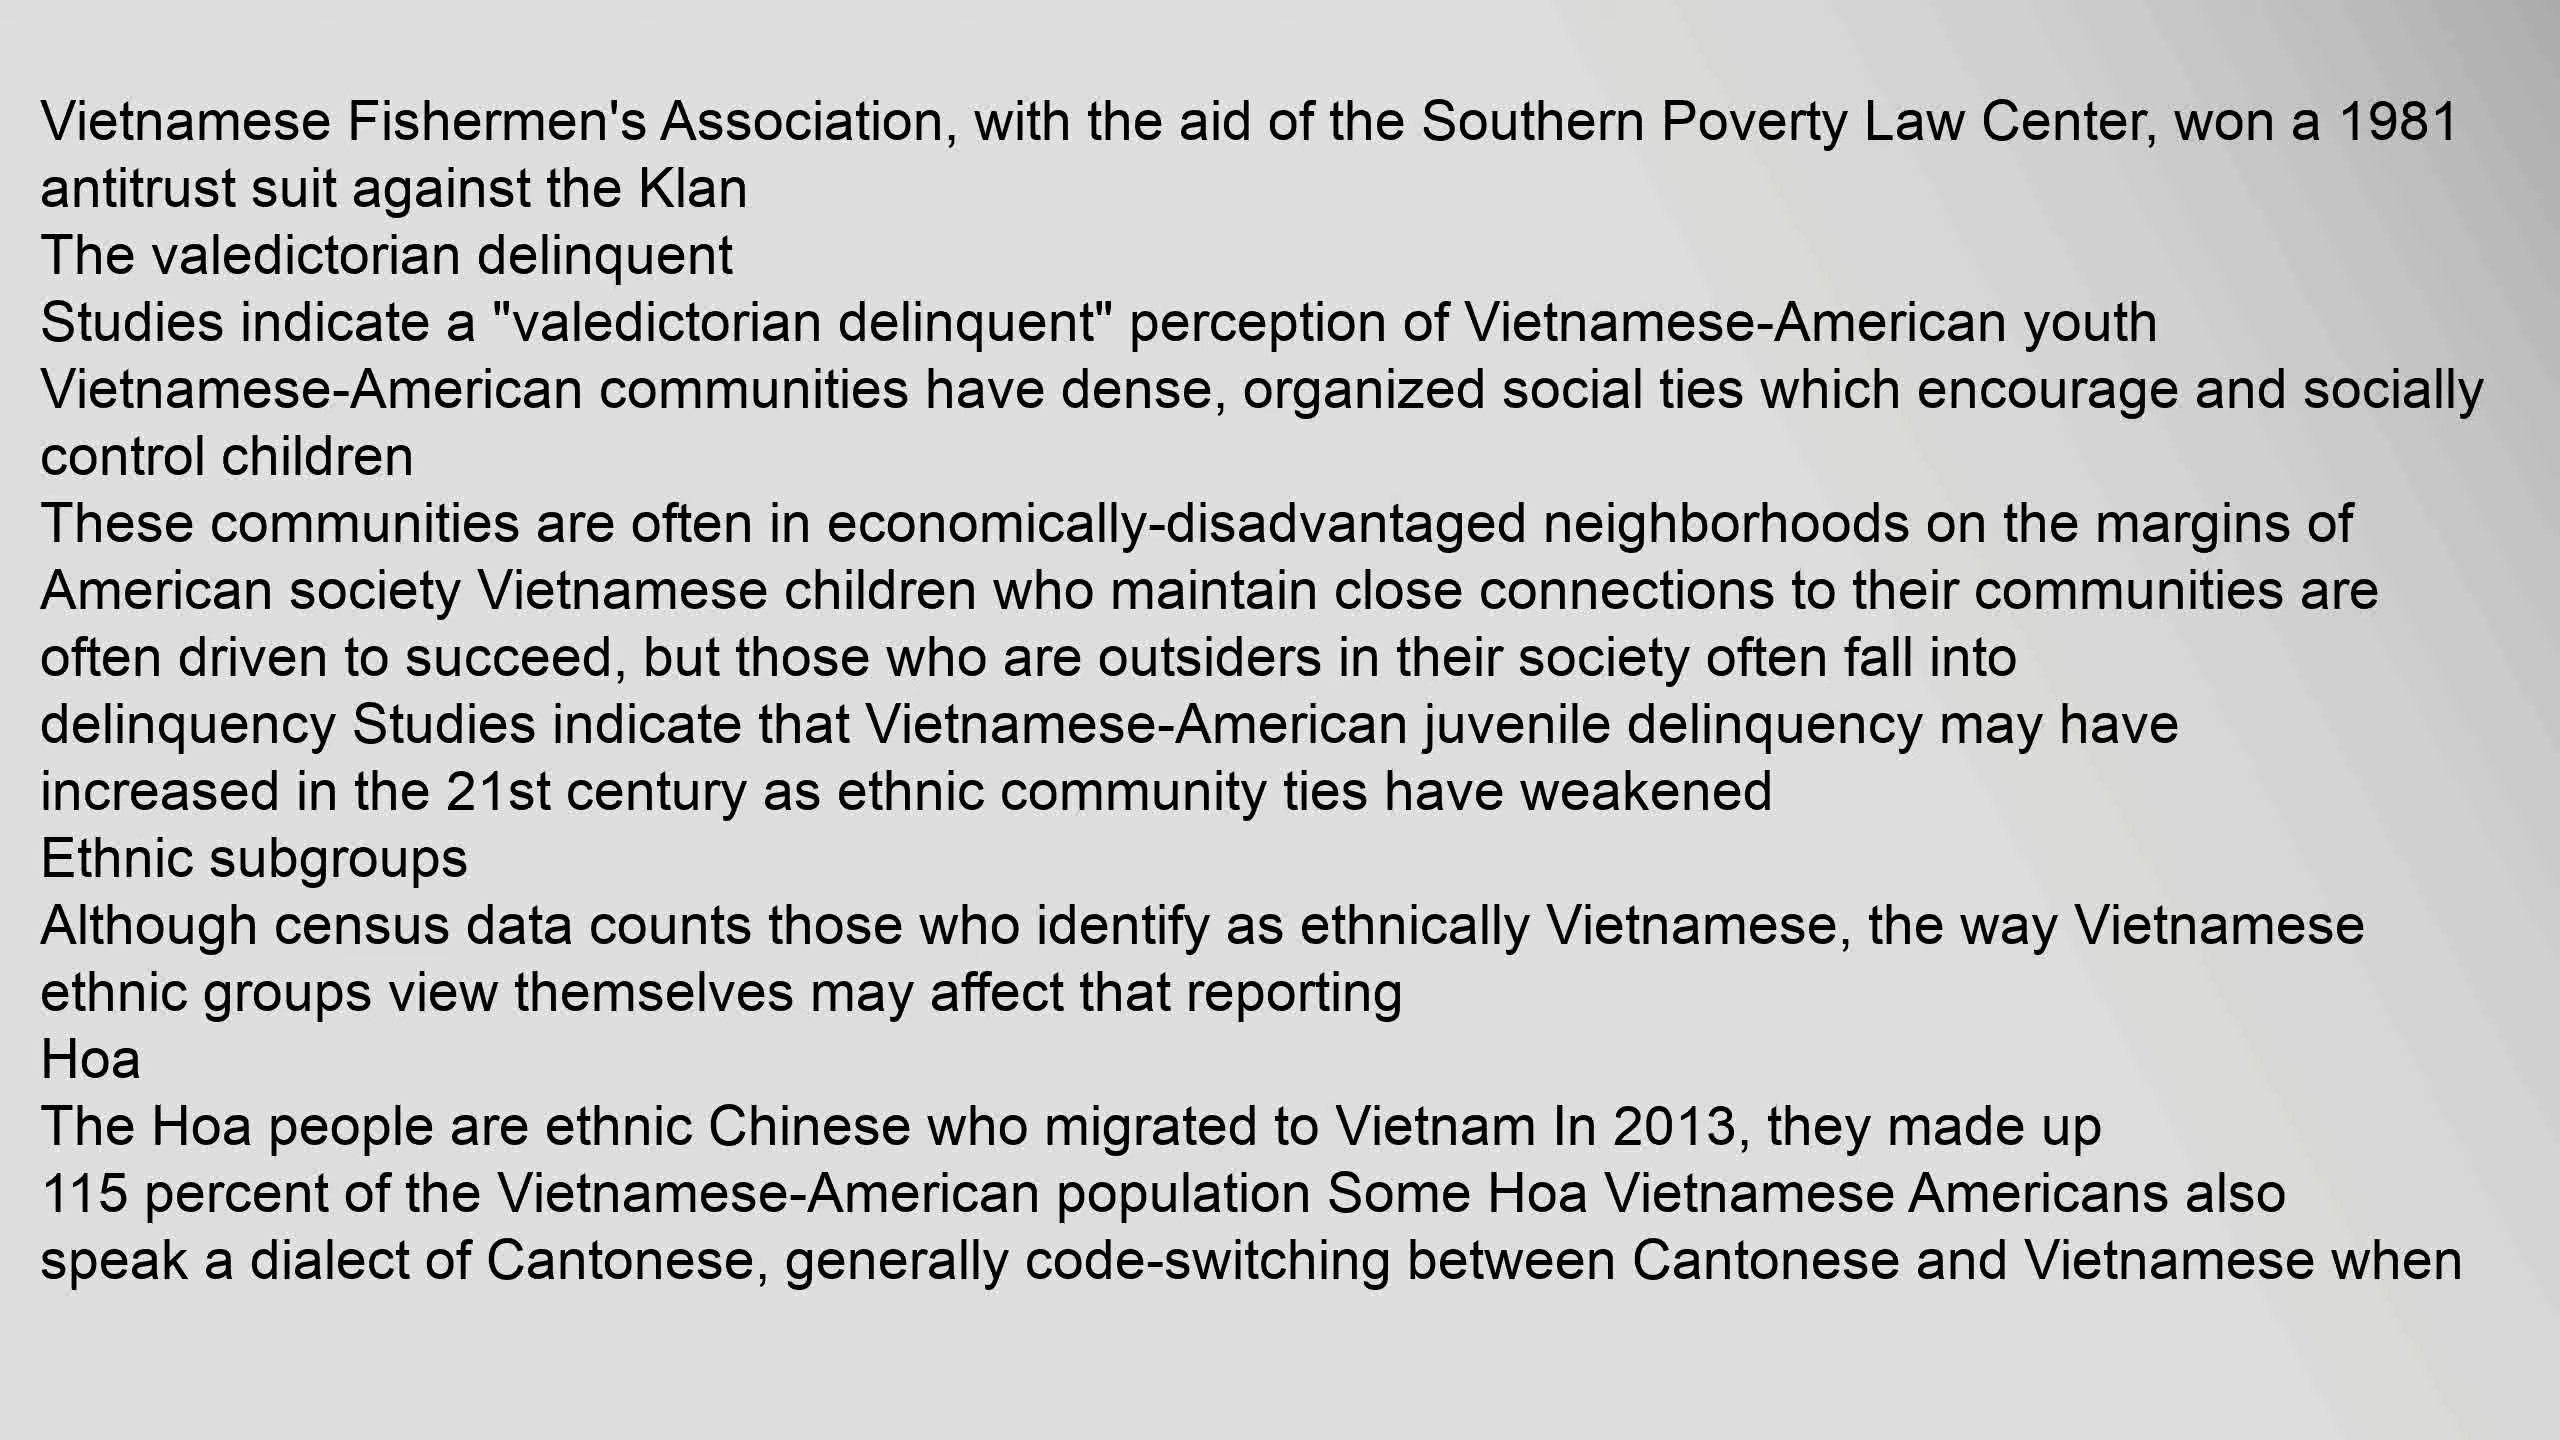 Vietnamese Fishermen's Association, with the aid of the Southern Poverty Law Center, won a 1981
antitrust suit against the Klan
The valedictorian delinquent
Studies indicate a "valedictorian delinquent" perception of Vietnamese-American youth
Vietnamese-American communities have dense, organized social ties which encourage and socially
control children
These communities are often in economically-disadvantaged neighborhoods on the margins of
American society Vietnamese children who maintain close connections to their communities are
often driven to succeed, but those who are outsiders in their society often fall into
delinquency Studies indicate that Vietnamese-American juvenile delinquency may have
increased in the 21st century as ethnic community ties have weakened
Ethnic subgroups
Although census data counts those who identify as ethnically Vietnamese, the way Vietnamese
ethnic groups view themselves may affect that reporting
Hoa
The Hoa people are ethnic Chinese who migrated to Vietnam In 2013, they made up
115 percent of the Vietnamese-American population Some Hoa Vietnamese Americans also
speak a dialect of Cantonese, generally code-switching between Cantonese and Vietnamese when